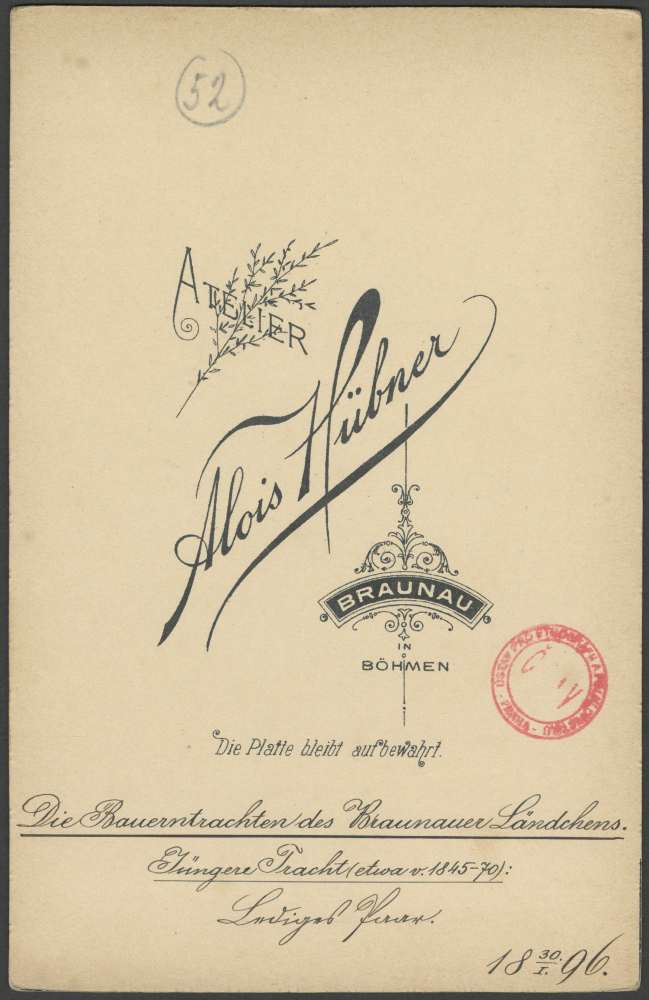 52
ATELIER
Alois Hübner
BRAUNAU
IN
BÖHMEN
Die Platte bleibt aufbewahrt.
Die Bauerntrachten des Braunauer Ländchens.
Jüngere Tracht (etwa v. 1845-70):
Lediges Paar.
18 30./I. 96.